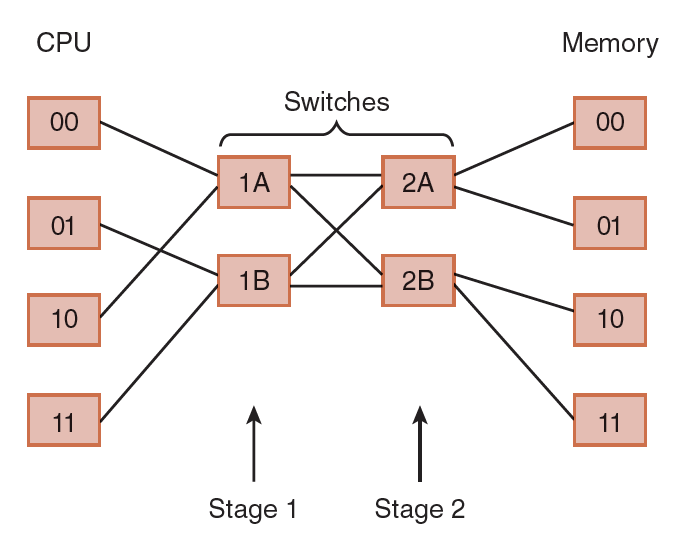 CPU
Memory
Switches
00
01
10
11
1A
1B
2A
2B
00
01
10
11
Stage 1
Stage 2